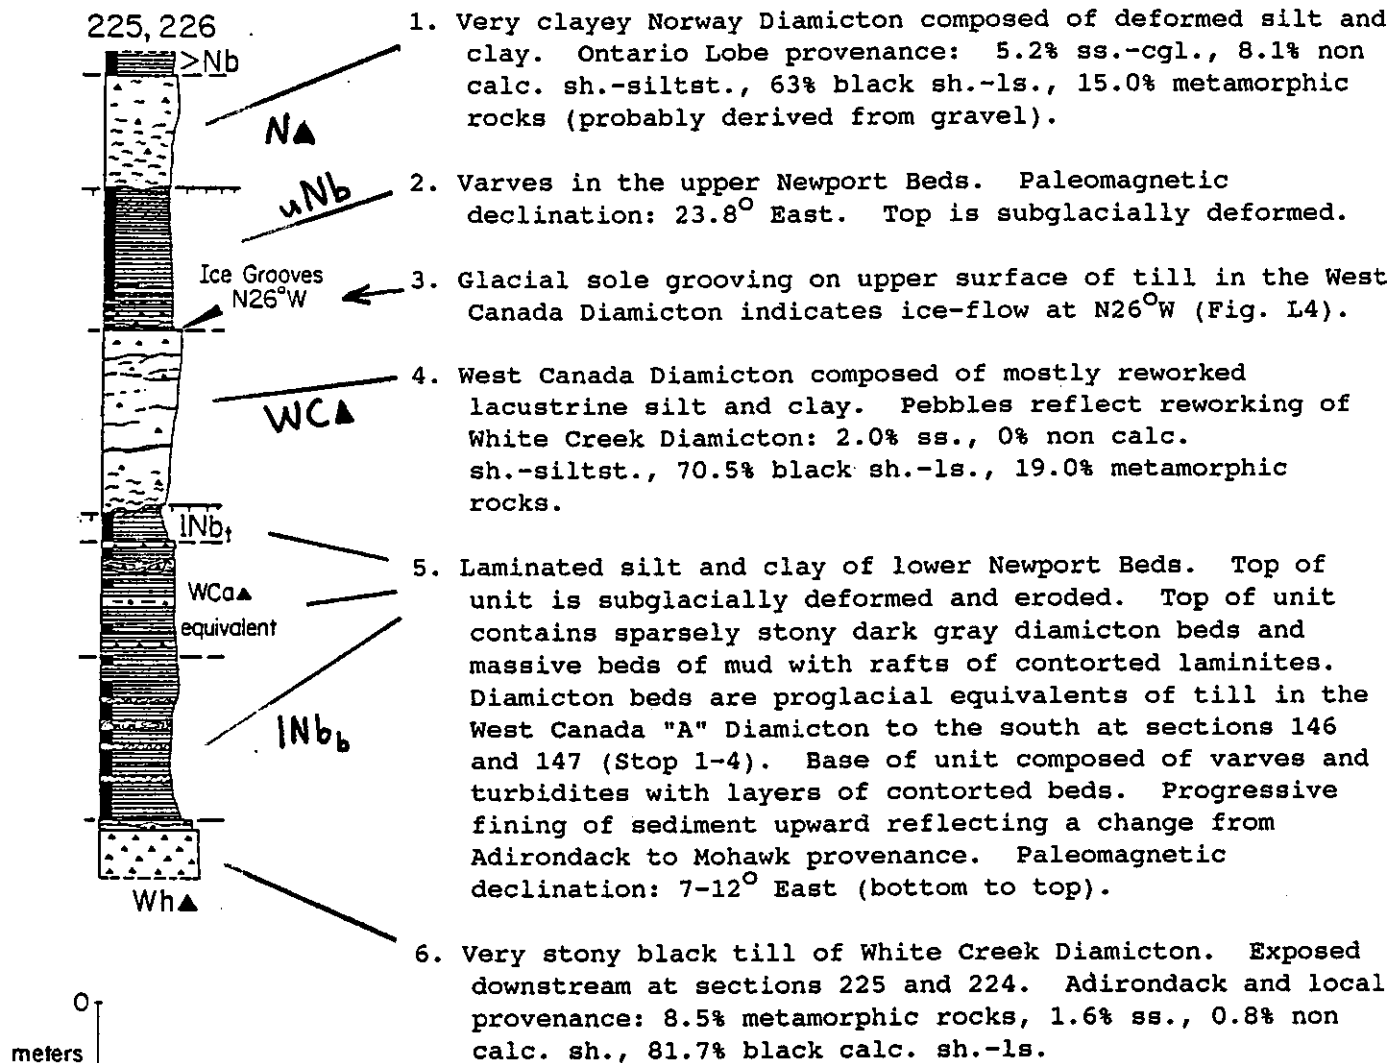 225, 226
>Nb
N▲
uNb
Ice Grooves
N26°W
WC▲
lNbt
WCa▲
equivalent
lNbb
Wh▲
0
meters
1. Very clayey Norway Diamicton composed of deformed silt and
clay. Ontario Lobe provenance: 5.2% ss.-cgl., 8.1% non
calc. sh.-siltst., 63% black sh.-ls., 15.0% metamorphic
rocks (probably derived from gravel).
2. Varves in the upper Newport Beds. Paleomagnetic
declination: 23.8° East. Top is subglacially deformed.
3. Glacial sole grooving on upper surface of till in the West
Canada Diamicton indicates ice-flow at N26°W (Fig. L4).
4. West Canada Diamicton composed of mostly reworked
lacustrine silt and clay. Pebbles reflect reworking of
White Creek Diamicton: 2.0% ss., 0% non calc.
sh.-siltst., 70.5% black sh.-ls., 19.0% metamorphic
rocks.
5. Laminated silt and clay of lower Newport Beds. Top of
unit is subglacially deformed and eroded. Top of unit
contains sparsely stony dark gray diamicton beds and
massive beds of mud with rafts of contorted laminites.
Diamicton beds are proglacial equivalents of till in the
West Canada "A" Diamicton to the south at sections 146
and 147 (Stop 1-4). Base of unit composed of varves and
turbidites with layers of contorted beds. Progressive
fining of sediment upward reflecting a change from
Adirondack to Mohawk provenance. Paleomagnetic
declination: 7-12° East (bottom to top).
6. Very stony black till of White Creek Diamicton. Exposed
downstream at sections 225 and 224. Adirondack and local
provenance: 8.5% metamorphic rocks, 1.6% ss., 0.8% non
calc. sh., 81.7% black calc. sh.-ls.